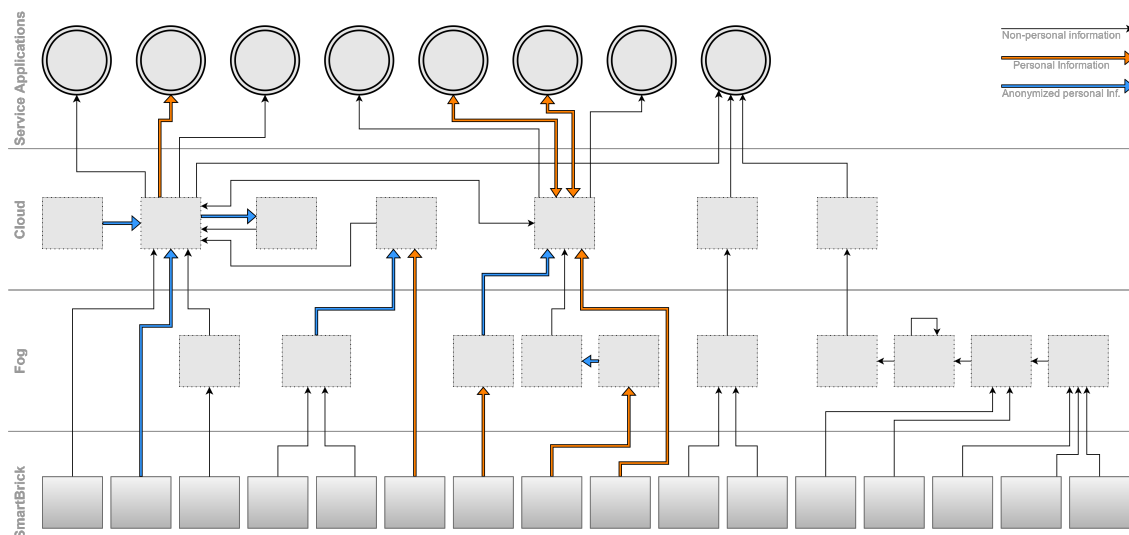 Service Applications
Non-personal information
Personal Information
Anonymized personal Inf.
Cloud
Fog
SmartBrick